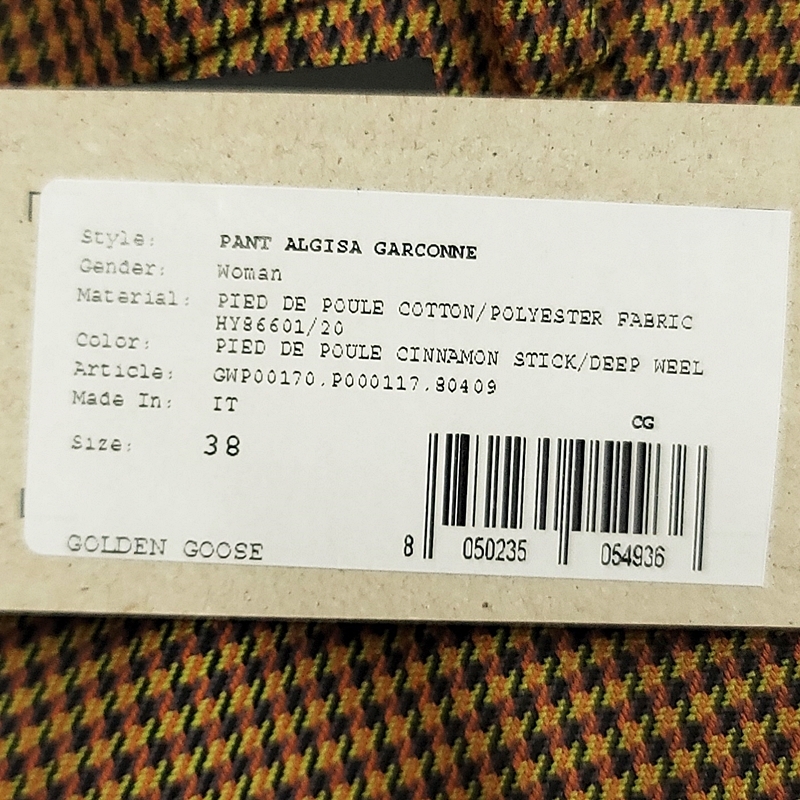 Style: PANT ALGISA GARCONNE
Gender: Woman
Material: PIED DE POULE COTTON/POLYESTER FABRIC
HY86601/20
Color: PIED DE POULE CINNAMON STICK/DEEP WEEL
Article: GWP00170.P000117.80409
Made In: IT
CG
Size: 38
GOLDEN GOOSE
8 050235 054936